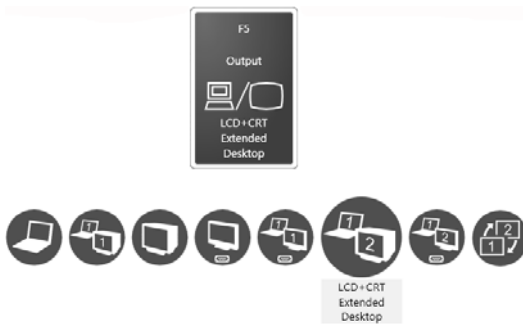 F5
Output
LCD+CRT
Extended
Desktop
1
1
1
1
1
2
1
2
2
1
LCD+CRT
Extended
Desktop